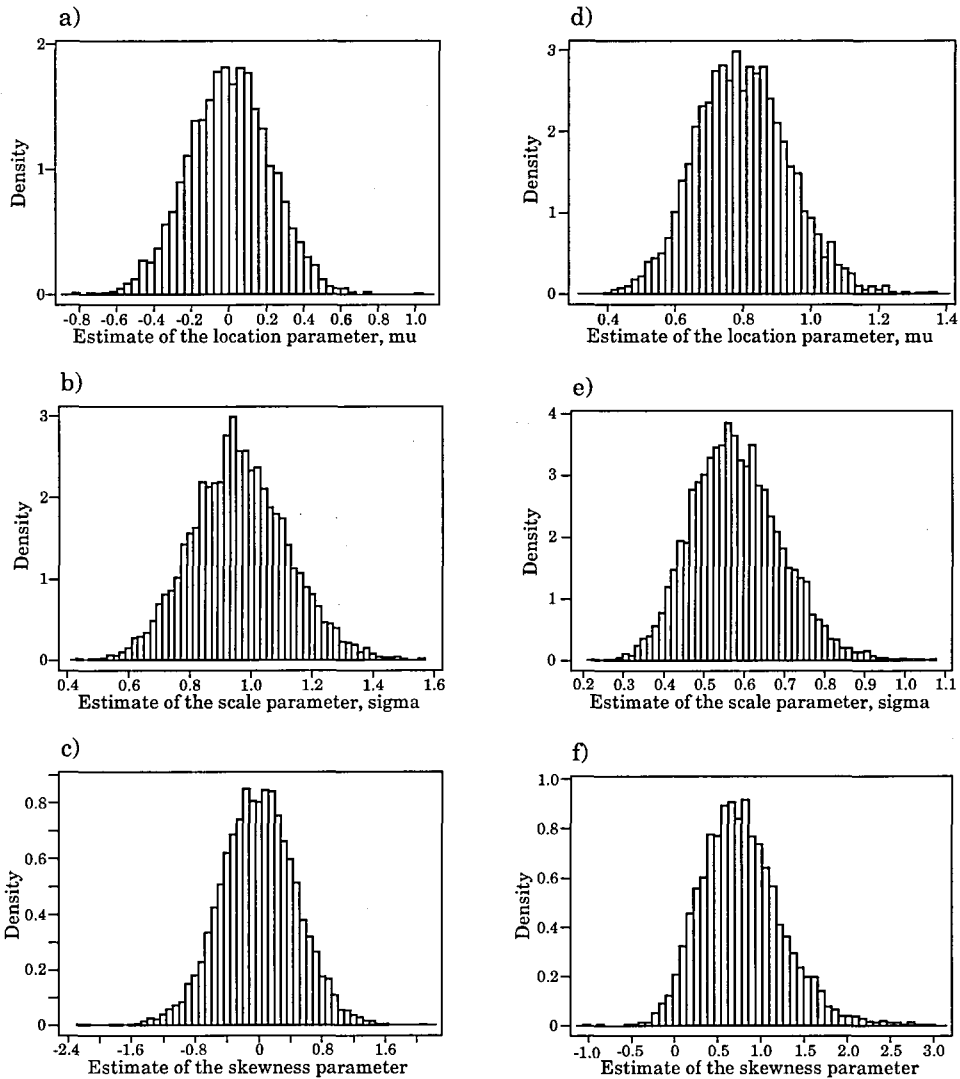 a)
2
1
0
Density
-0.8 -0.6 -0.4 -0.2 0 0.2 0.4 0.6 0.8 1.0
Estimate of the location parameter, mu
d)
3
2
1
0
Density
0.4 0.6 0.8 1.0 1.2 1.4
Estimate of the location parameter, mu
b)
3
2
1
0
Density
0.4 0.6 0.8 1.0 1.2 1.4 1.6
Estimate of the scale parameter, sigma
e)
4
3
2
1
0
Density
0.2 0.3 0.4 0.5 0.6 0.7 0.8 0.9 1.0 1.1
Estimate of the scale parameter, sigma
c)
0.8
0.6
0.4
0.2
0
Density
-2.4 -1.6 -0.8 0 0.8 1.6
Estimate of the skewness parameter
f)
1.0
0.8
0.6
0.4
0.2
0
Density
-1.0 -0.5 0 0.5 1.0 1.5 2.0 2.5 3.0
Estimate of the skewness parameter